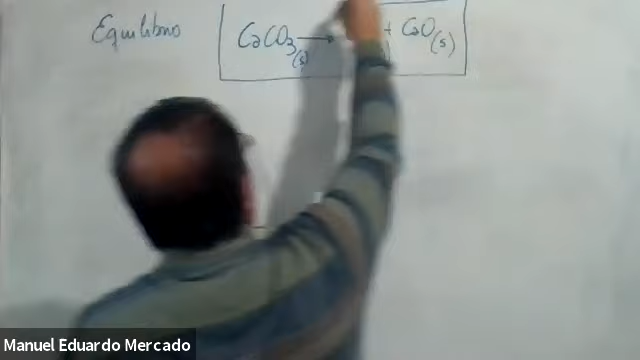 Equilibrio CaCO3(s) → + CaO(s)
Manuel Eduardo Mercado